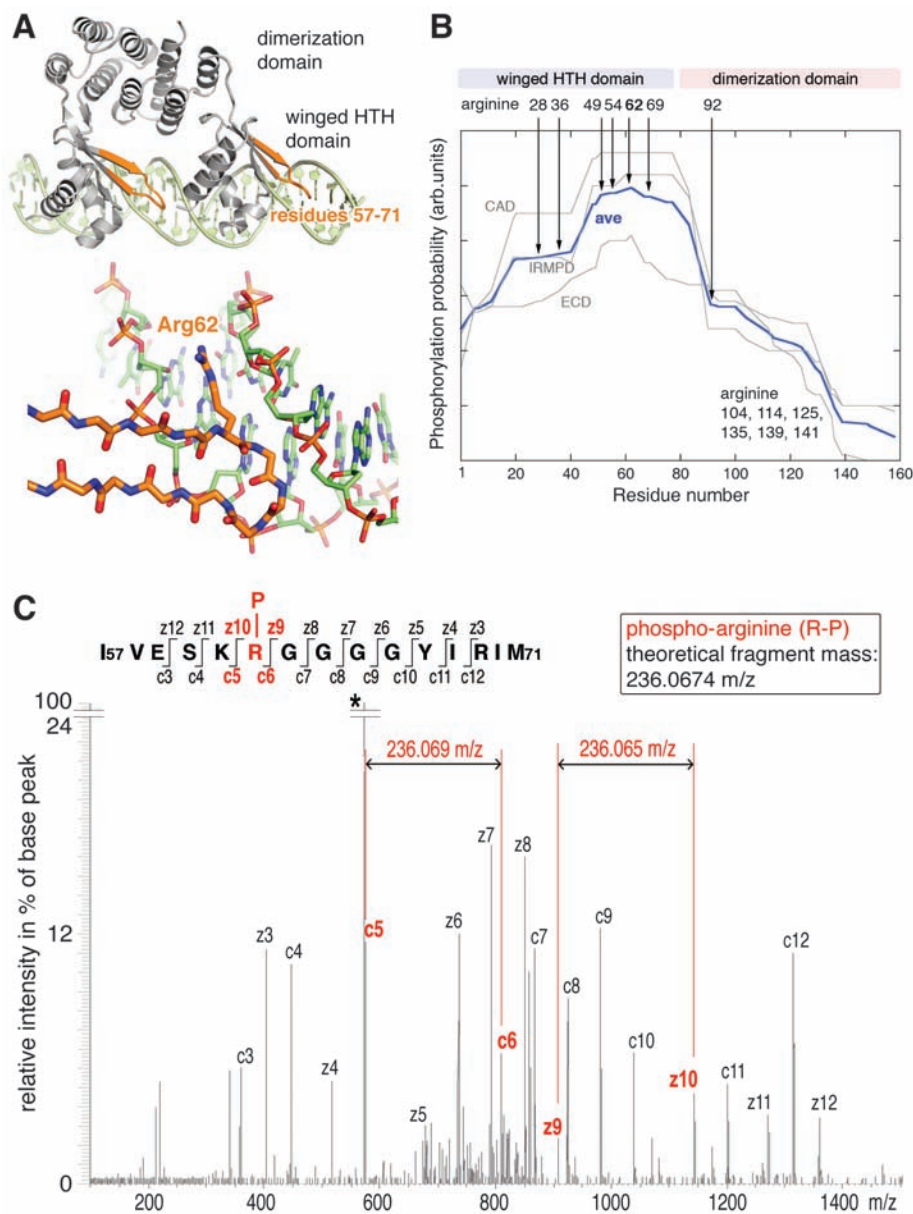 A
dimerization
domain
winged HTH
domain
residues 57-71
Arg62
B
winged HTH domain
dimerization domain
arginine 28 36 49 54 62 69 92
Phosphorylation probability (arb.units)
CAD
ave
IRMPD
ECD
arginine
104, 114, 125,
135, 139, 141
1 20 40 60 80 100 120 140 160
Residue number
C
P
z12 z11 z10 z9 z8 z7 z6 z5 z4 z3
I57 V E S K R G G G G Y I R I M71
c3 c4 c5 c6 c7 c8 c9 c10 c11 c12
phospho-arginine (R-P)
theoretical fragment mass:
236.0674 m/z
relative intensity in % of base peak
100
24
12
0
*
236.069 m/z
236.065 m/z
z7
z8
c5
z6
c9
c7
z3
c4
c12
c8
c6
c10
c3
z4
z10
c11
z5
z9
z11
z12
200 400 600 800 1000 1200 1400 m/z